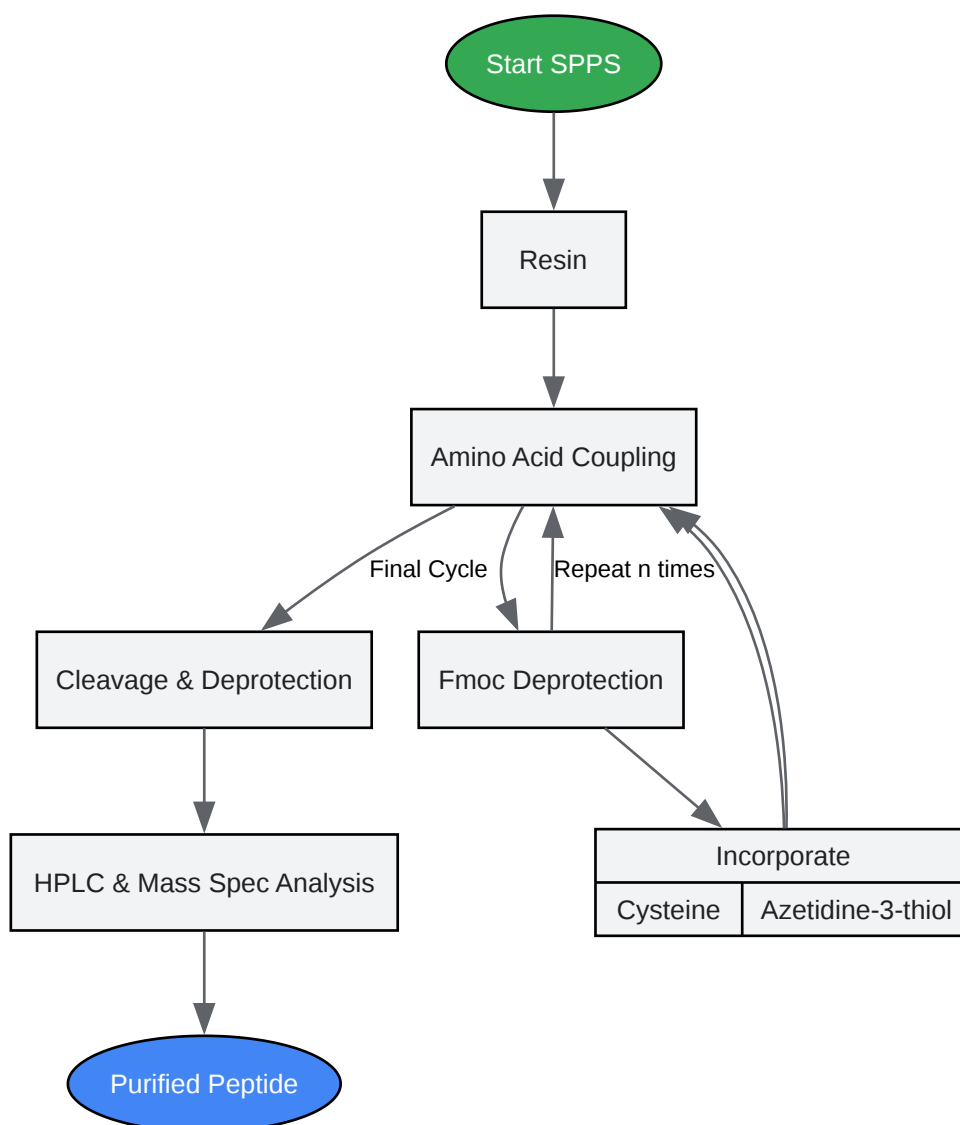 Start SPPS
Resin
Amino Acid Coupling
Final Cycle
Repeat n times
Cleavage & Deprotection
Fmoc Deprotection
HPLC & Mass Spec Analysis
Incorporate
Cysteine
Azetidine-3-thiol
Purified Peptide